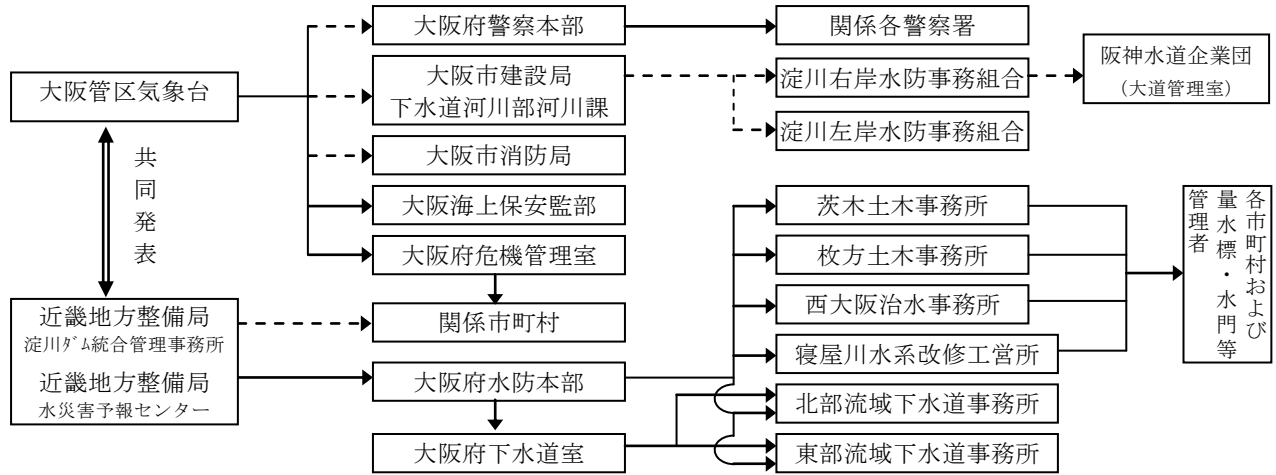 大阪府警察本部
関係各警察署
大阪管区気象台
大阪市建設局
下水道河川部河川課
淀川右岸水防事務組合
阪神水道企業団
（大道管理室）
淀川左岸水防事務組合
大阪市消防局
共同発表
大阪海上保安監部
茨木土木事務所
各市町村および
量水標・水門等
管理者
大阪府危機管理室
枚方土木事務所
近畿地方整備局
淀川ﾀﾞﾑ統合管理事務所
関係市町村
西大阪治水事務所
近畿地方整備局
水災害予報センター
大阪府水防本部
寝屋川水系改修工営所
北部流域下水道事務所
大阪府下水道室
東部流域下水道事務所